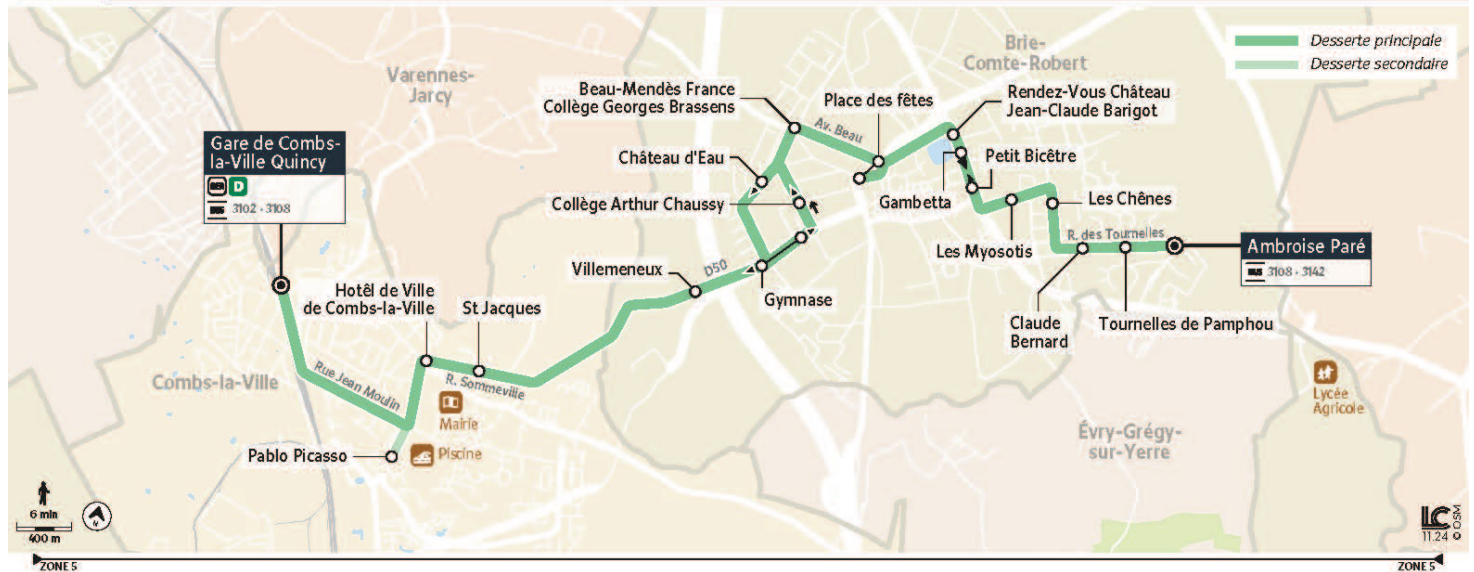 Desserte principale
Desserte secondaire
Brie-
Comte-Robert
Varennes-
Jarcy
Beau-Mendès France
Collège Georges Brassens
Place des fêtes
Rendez-Vous Château
Jean-Claude Barigot
Av. Beau
Gare de Combs-
la-Ville Quincy
RER D
BUS 3102 · 3108
Château d'Eau
Petit Bicêtre
Collège Arthur Chaussy
Gambetta
Les Chênes
R. des Tournelles
Les Myosotis
Ambroise Paré
BUS 3108 · 3142
Villemeneux
D50
Gymnase
Hotêl de Ville
de Combs-la-Ville
St Jacques
Claude
Bernard
Tournelles de Pamphou
Combs-la-Ville
Rue Jean Moulin
R. Sommeville
Mairie
Lycée
Agricole
Pablo Picasso
Piscine
Évry-Grégy-
sur-Yerre
6 min
400 m
N
LC
11.24
© OSM
ZONE 5
ZONE 5